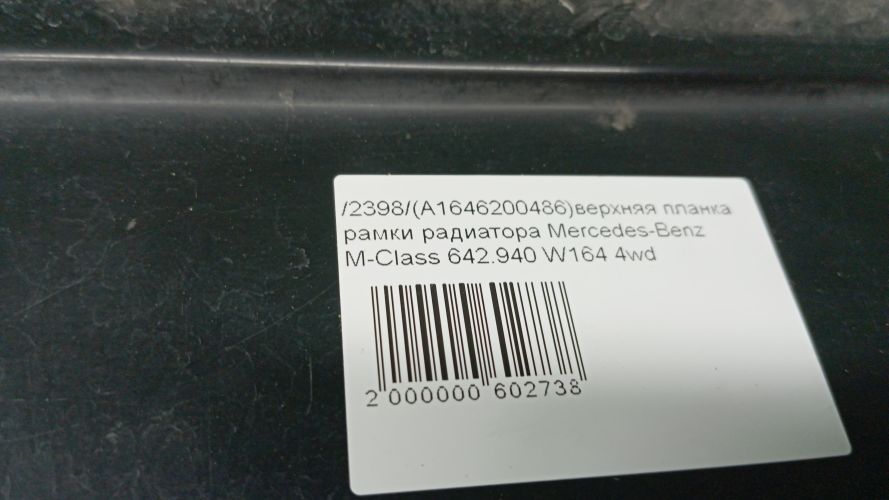 /2398/(A1646200486)верхняя планка
рамки радиатора Mercedes-Benz
M-Class 642.940 W164 4wd
2 000000 602738